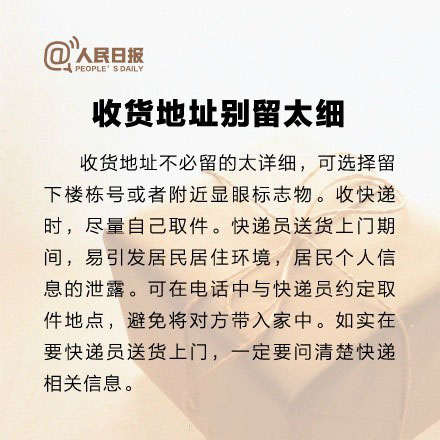 @人民日报
PEOPLE'S DAILY
收货地址别留太细
收货地址不必留的太详细，可选择留
下楼栋号或者附近显眼标志物。收快递
时，尽量自己取件。快递员送货上门期
间，易引发居民居住环境，居民个人信
息的泄露。可在电话中与快递员约定取
件地点，避免将对方带入家中。如实在
要快递员送货上门，一定要问清楚快递
相关信息。